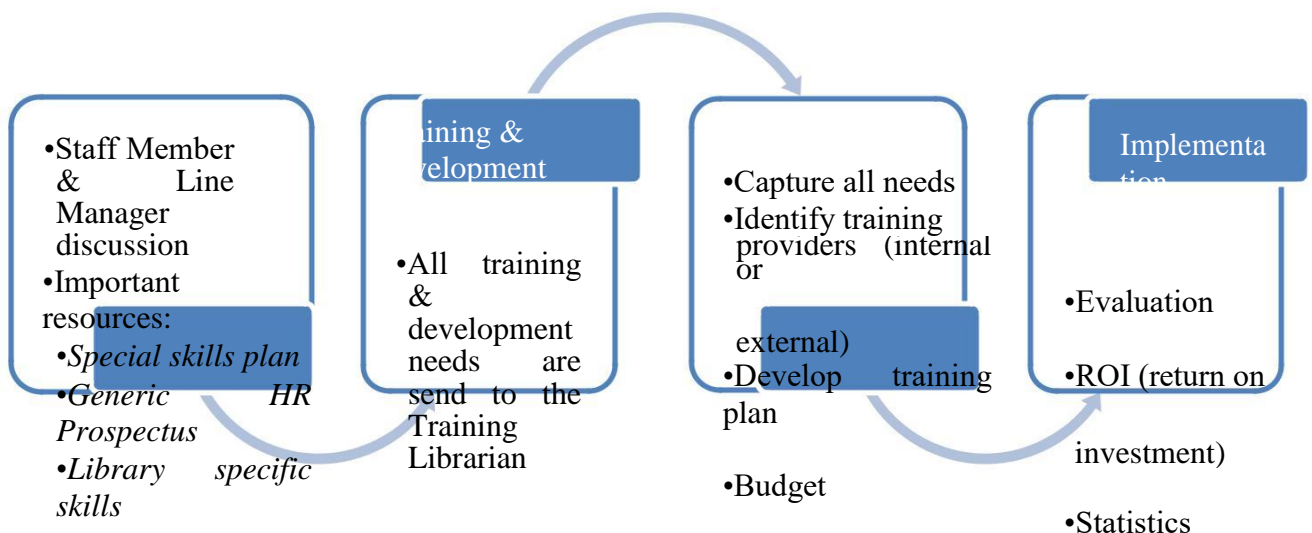 •Staff Member
& Line
Manager
discussion
•Important
resources:
•Special skills plan
•Generic HR
Prospectus
•Library specific
skills
aining &
velopment
•All training
&
development
needs are
send to the
Training
Librarian
•Capture all needs
•Identify training
providers (internal
or
external)
•Develop training
plan
•Budget
Implementa
tion
•Evaluation
•ROI (return on
investment)
•Statistics